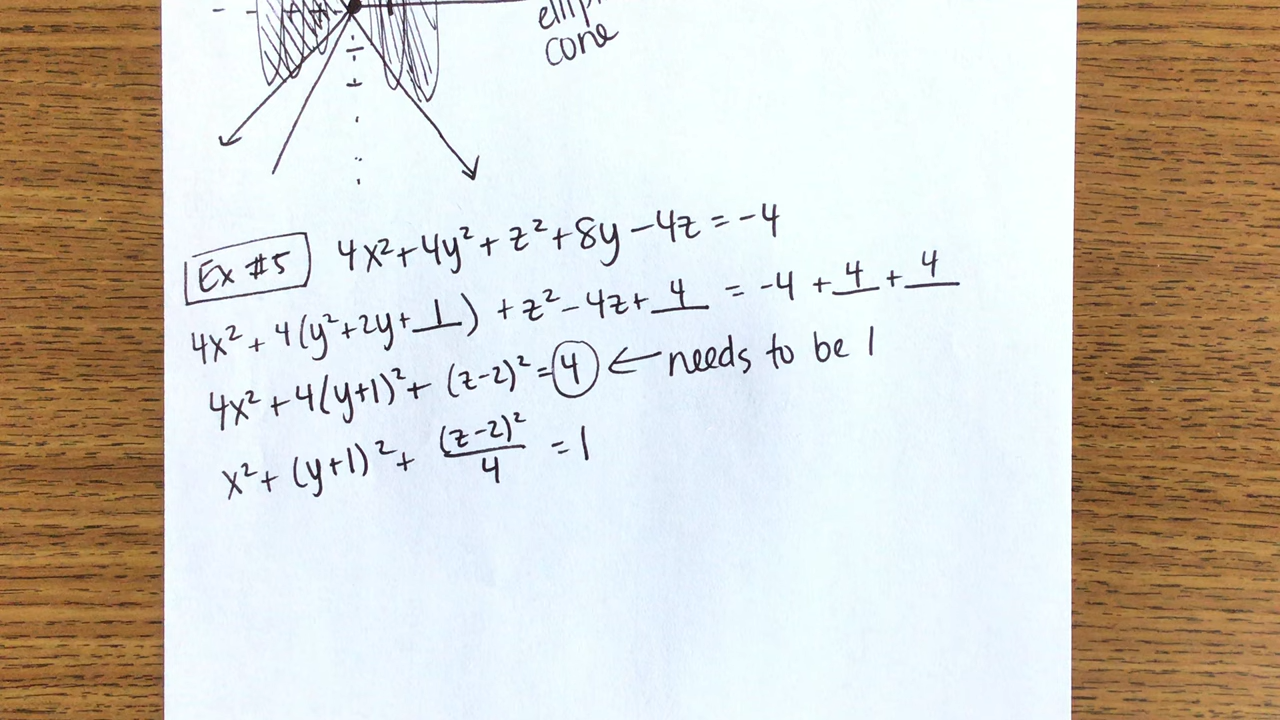 cone
Ex #5 4x² + 4y² + z² + 8y - 4z = -4
4x² + 4(y² + 2y + 1) + z² - 4z + 4 = -4 + 4 + 4
4x² + 4(y+1)² + (z-2)² = 4 ← needs to be 1
x² + (y+1)² + (z-2)²/4 = 1